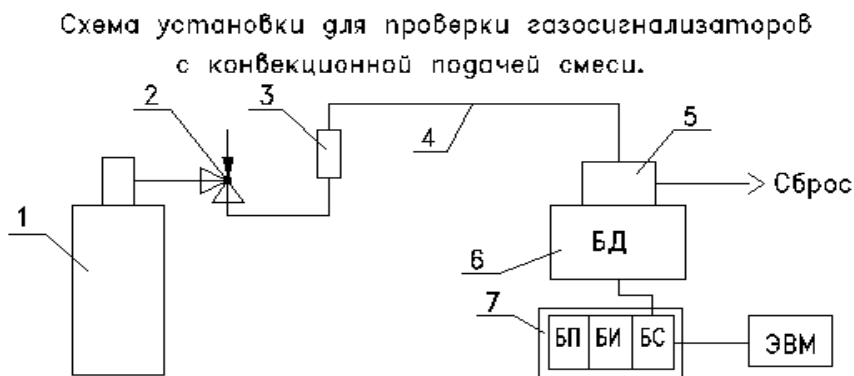 Схема установки для проверки газосигнализаторов
с конвекционной подачей смеси.
2
3
4
5
Сброс
1
6
БД
7
БП БИ БС
ЭВМ